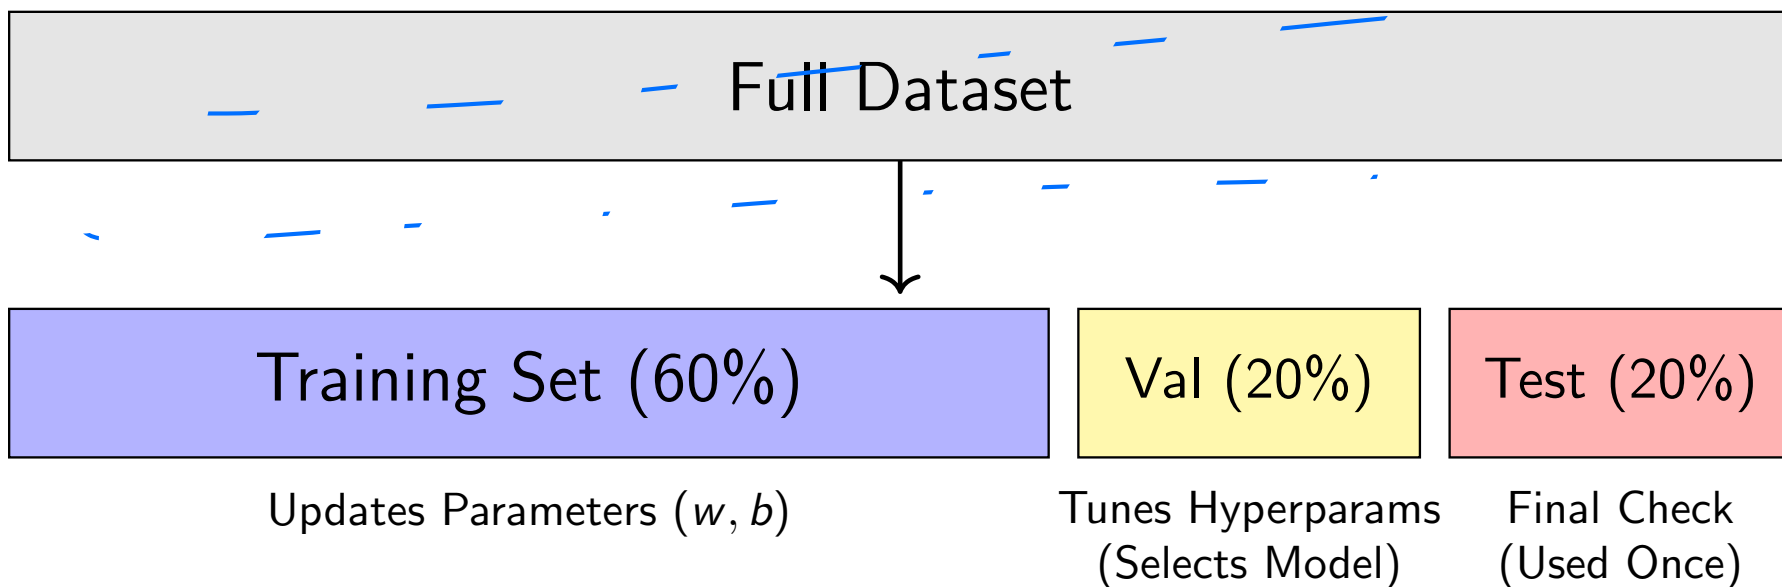 Full Dataset
Training Set (60%)
Val (20%)
Test (20%)
Updates Parameters (w, b)
Tunes Hyperparams
(Selects Model)
Final Check
(Used Once)